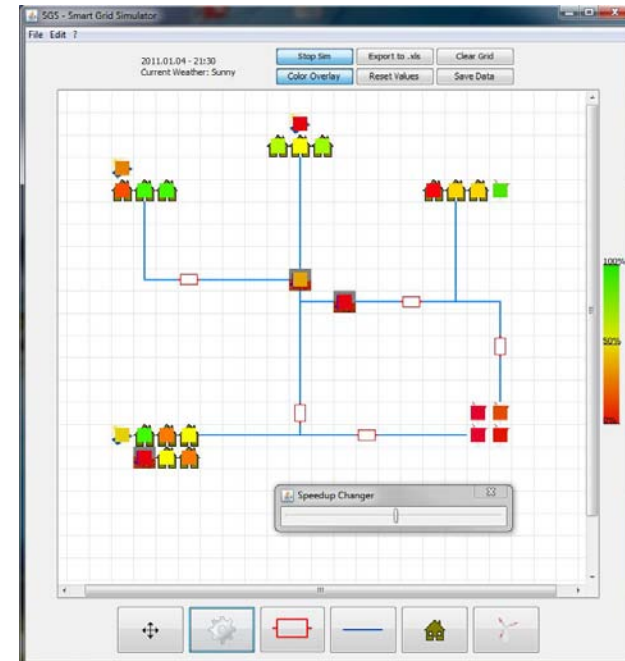 SGS - Smart Grid Simulator
File Edit ?
2011.01.04 - 21:30
Current Weather: Sunny
Stop Sim
Export to .xls
Clear Grid
Color Overlay
Reset Values
Save Data
100%
50%
0%
Speedup Changer